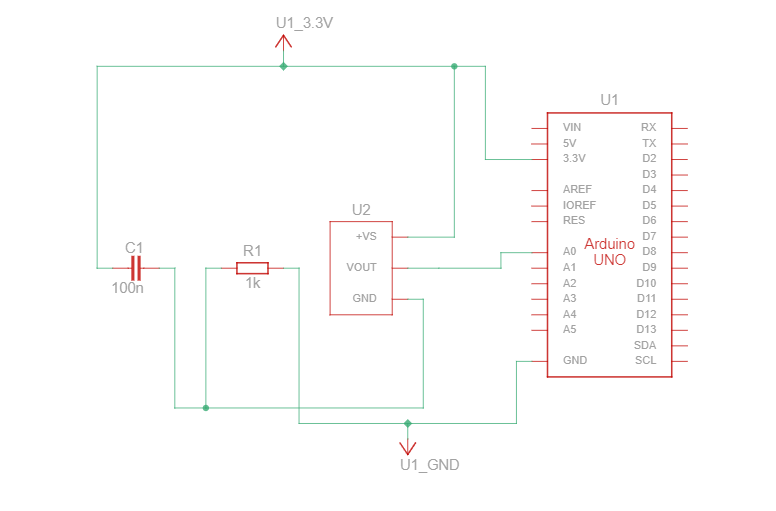 U1_3.3V
U1
VIN
RX
5V
TX
3.3V
D2
D3
AREF
D4
IOREF
D5
RES
D6
U2
+VS
D7
C1
R1
Arduino
UNO
A0
D8
VOUT
A1
D9
100n
1k
A2
D10
GND
A3
D11
A4
D12
A5
D13
SDA
GND
SCL
U1_GND